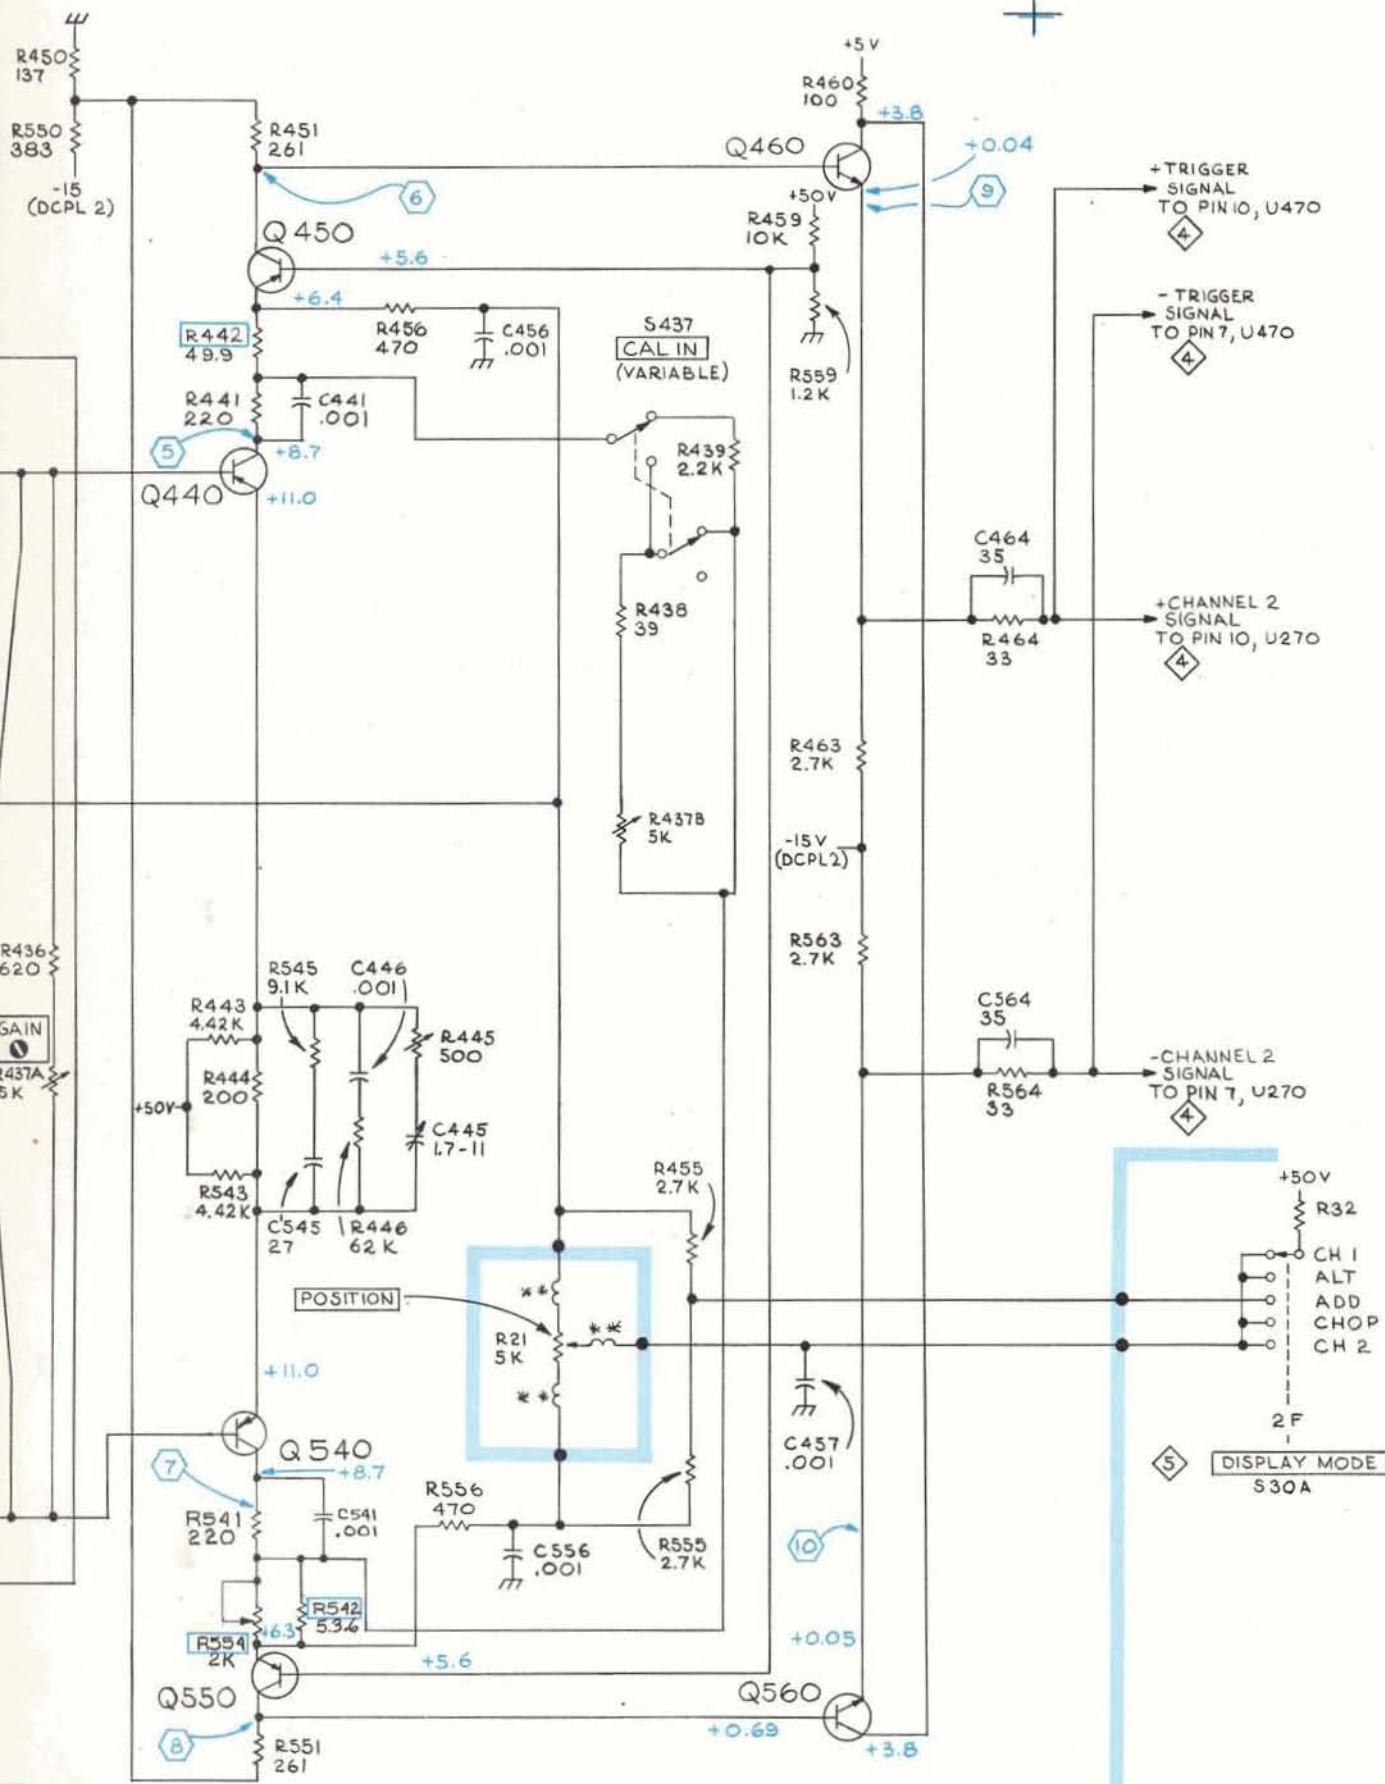 R450
137
R550
383
-15
(DCPL 2)
R451
261
6
Q450
+5.6
+6.4
R442
49.9
R456
470
C456
.001
R441
220
C441
.001
5
+8.7
Q440
+11.0
S437
CAL IN
(VARIABLE)
R439
2.2K
R438
39
R437B
5K
+5V
R460
100
+3.8
Q460
+0.04
9
+50V
R459
10K
R559
1.2K
+TRIGGER
SIGNAL
TO PIN 10, U470
4
-TRIGGER
SIGNAL
TO PIN 7, U470
4
C464
35
R464
33
+CHANNEL 2
SIGNAL
TO PIN 10, U270
4
R463
2.7K
-15V
(DCPL2)
R563
2.7K
C564
35
R564
33
-CHANNEL 2
SIGNAL
TO PIN 7, U270
4
R436
620
GAIN
R437A
5K
R545
9.1K
C446
.001
R443
4.42K
R445
500
R444
200
+50V
C445
1.7-11
R543
4.42K
C545
27
R446
62K
R455
2.7K
POSITION
**
R21
5K
**
**
+50V
R32
CH 1
ALT
ADD
CHOP
CH 2
2F
5
DISPLAY MODE
S30A
C457
.001
+11.0
Q540
7
+8.7
R541
220
C541
.001
R556
470
C556
.001
R555
2.7K
10
R542
53.6
+6.3
R554
2K
+5.6
Q550
8
R551
261
+0.05
Q560
+0.69
+3.8